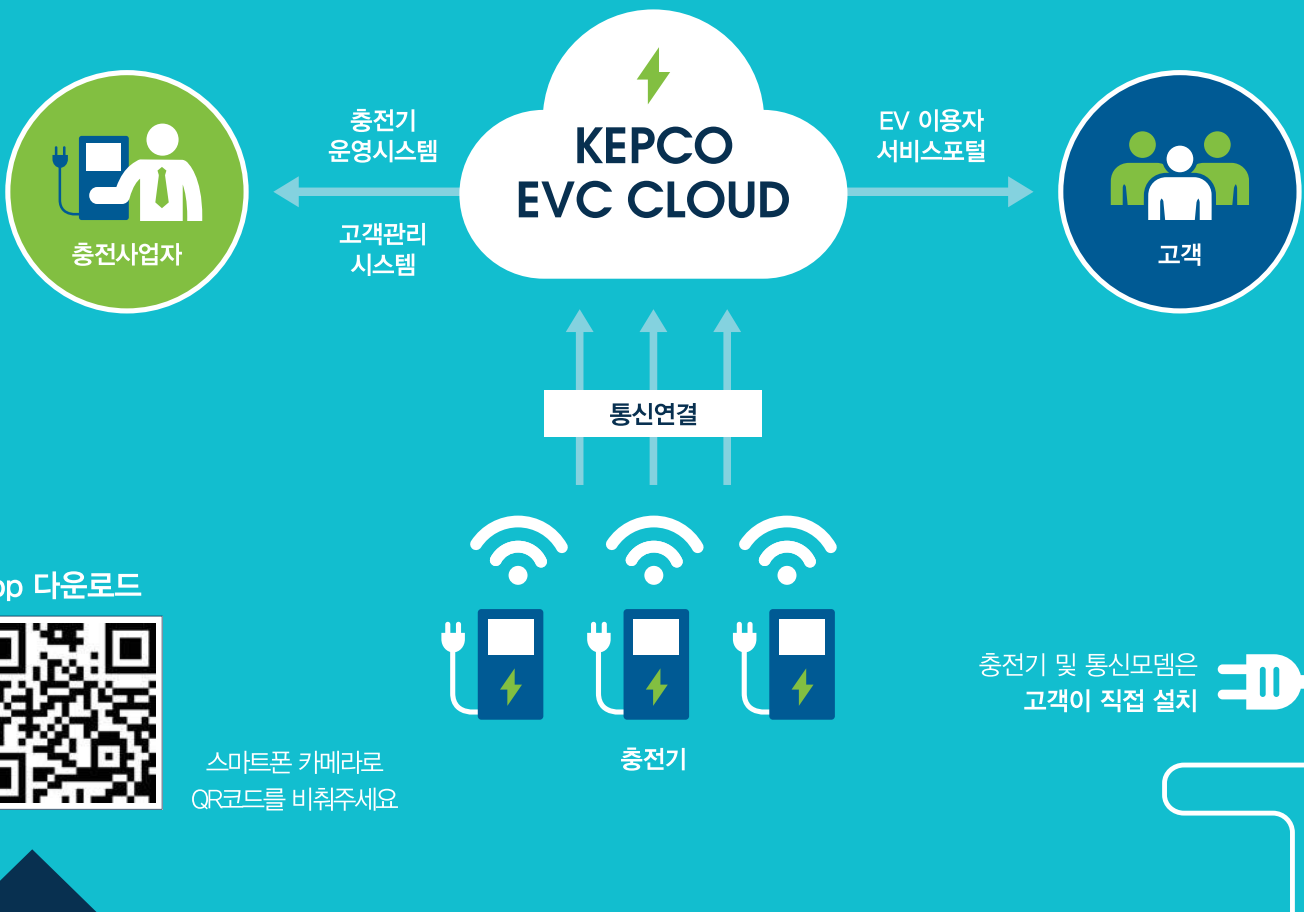 충전기
운영시스템
고객관리
시스템
충전사업자
KEPCO
EVC CLOUD
EV 이용자
서비스포털
고객
통신연결
충전기
pp 다운로드
스마트폰 카메라로
QR코드를 비춰주세요
충전기 및 통신모뎀은
고객이 직접 설치